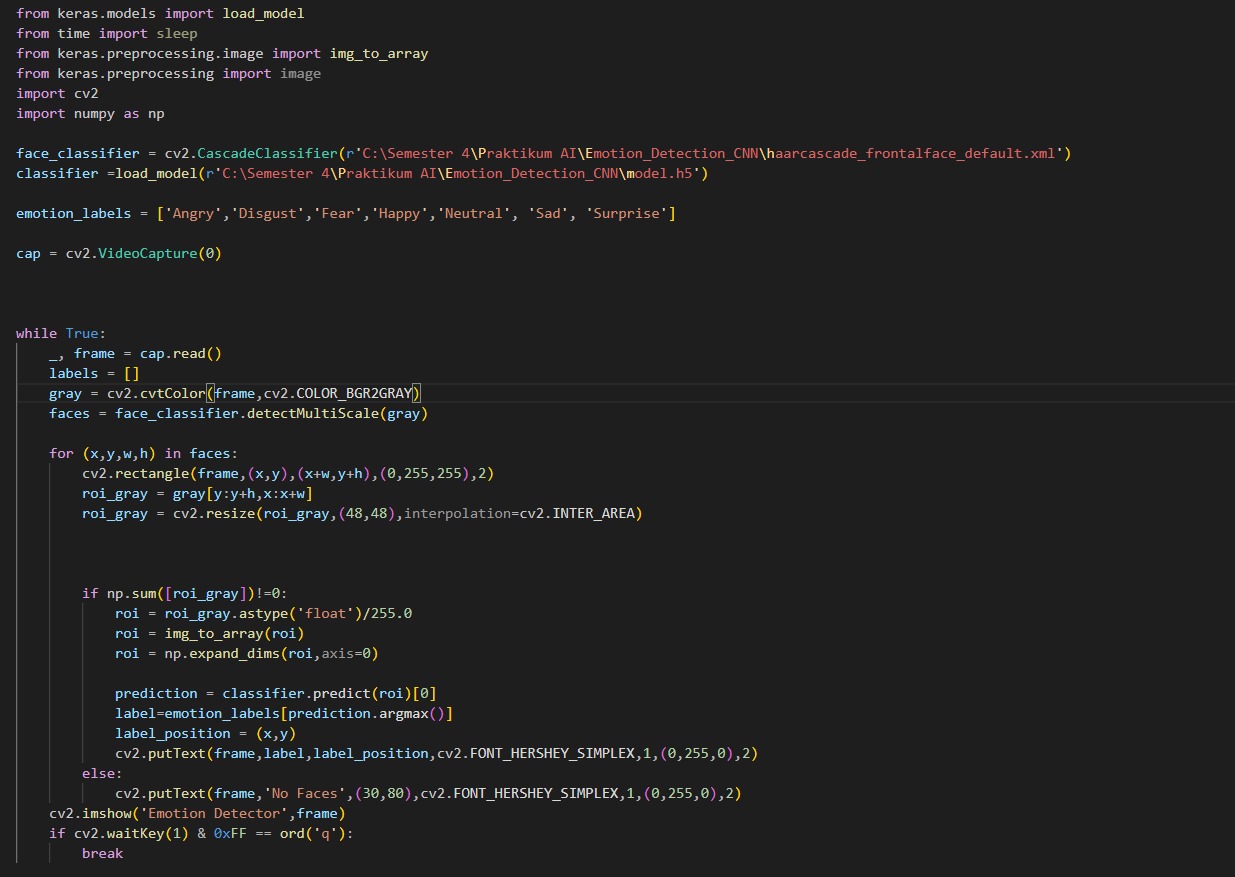 from keras.models import load_model
from time import sleep
from keras.preprocessing.image import img_to_array
from keras.preprocessing import image
import cv2
import numpy as np

face_classifier = cv2.CascadeClassifier(r'C:\Semester 4\Praktikum AI\Emotion_Detection_CNN\haarcascade_frontalface_default.xml')
classifier =load_model(r'C:\Semester 4\Praktikum AI\Emotion_Detection_CNN\model.h5')

emotion_labels = ['Angry','Disgust','Fear','Happy','Neutral', 'Sad', 'Surprise']

cap = cv2.VideoCapture(0)

while True:
    _, frame = cap.read()
    labels = []
    gray = cv2.cvtColor(frame,cv2.COLOR_BGR2GRAY)
    faces = face_classifier.detectMultiScale(gray)

    for (x,y,w,h) in faces:
        cv2.rectangle(frame,(x,y),(x+w,y+h),(0,255,255),2)
        roi_gray = gray[y:y+h,x:x+w]
        roi_gray = cv2.resize(roi_gray,(48,48),interpolation=cv2.INTER_AREA)

        if np.sum([roi_gray])!=0:
            roi = roi_gray.astype('float')/255.0
            roi = img_to_array(roi)
            roi = np.expand_dims(roi,axis=0)

            prediction = classifier.predict(roi)[0]
            label=emotion_labels[prediction.argmax()]
            label_position = (x,y)
            cv2.putText(frame,label,label_position,cv2.FONT_HERSHEY_SIMPLEX,1,(0,255,0),2)
        else:
            cv2.putText(frame,'No Faces',(30,80),cv2.FONT_HERSHEY_SIMPLEX,1,(0,255,0),2)
    cv2.imshow('Emotion Detector',frame)
    if cv2.waitKey(1) & 0xFF == ord('q'):
        break